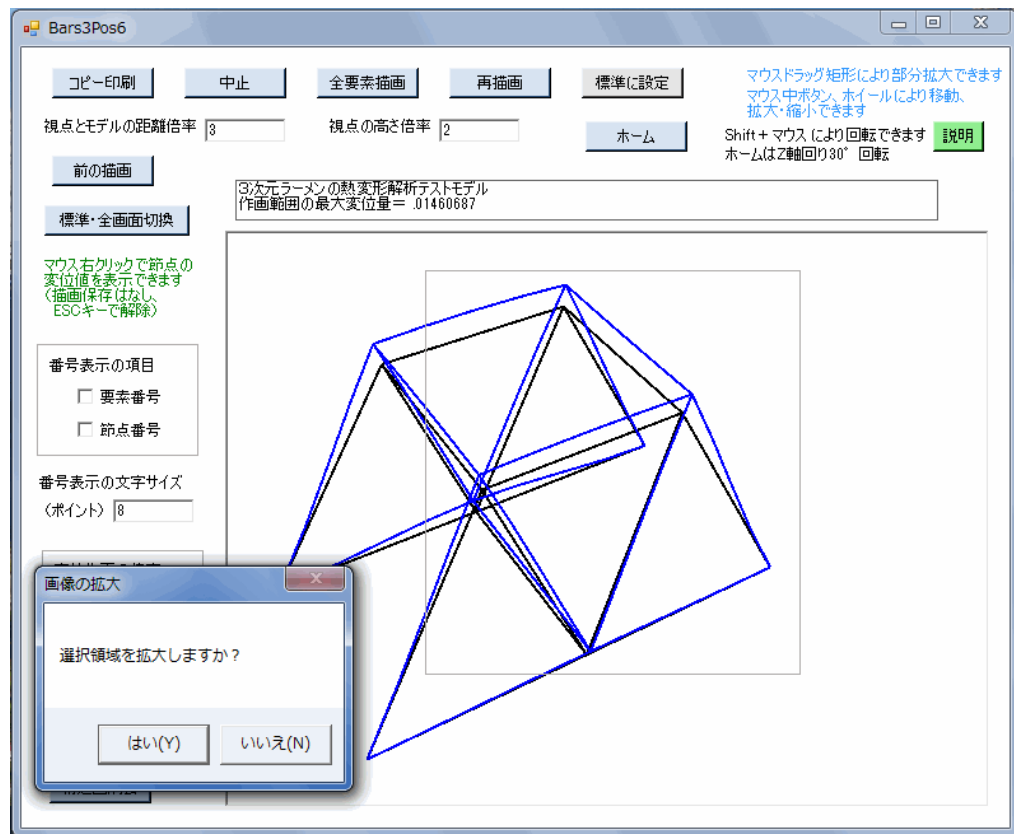 Bars3Pos6
コピー印刷
中止
全要素描画
再描画
標準に設定
マウスドラッグ矩形により部分拡大できます
マウス中ボタン、ホイールにより移動、
拡大・縮小できます
視点とモデルの距離倍率 3
視点の高さ倍率 2
ホーム
Shift+マウスにより回転できます
ホームはZ軸回り30°回転
説明
前の描画
3次元ラーメンの熱変形解析テストモデル
作画範囲の最大変位量= .01460687
標準・全画面切換
マウス右クリックで節点の
変位値を表示できます
(描画保存はなし、
ESCキーで解除)
番号表示の項目
要素番号
節点番号
番号表示の文字サイズ
(ポイント) 8
画像の拡大
選択領域を拡大しますか?
はい(Y)
いいえ(N)